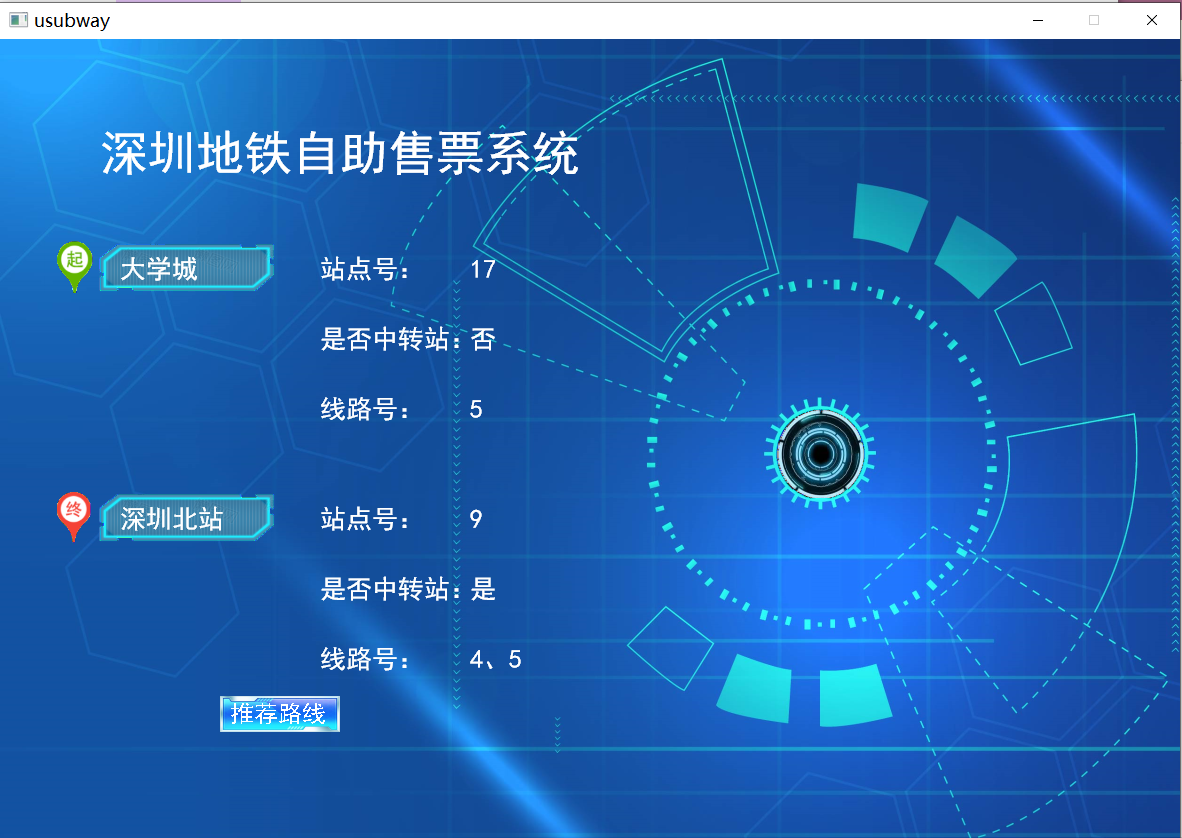 usubway
深圳地铁自助售票系统
起 大学城 站点号： 17
是否中转站：否
线路号： 5
终 深圳北站 站点号： 9
是否中转站：是
线路号： 4、5
推荐路线